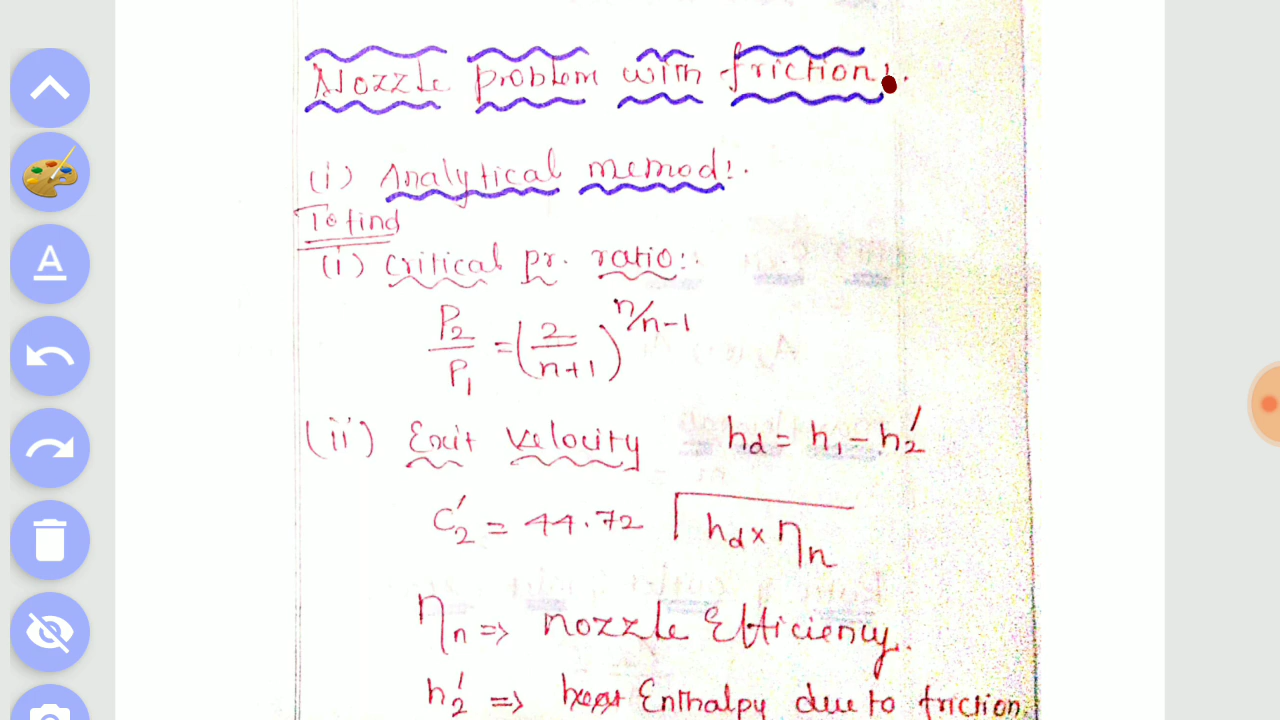 Nozzle problem with friction:.
(i) Analytical method:.
To find
(i) Critical pr. ratio:.
P2/P1 = (2/n+1)^n/n-1
(ii) Exit velocity hd = h1 - h2'
C2' = 44.72 √hd x ηn
ηn => nozzle Efficiency.
h2' => Enthalpy due to friction.
A